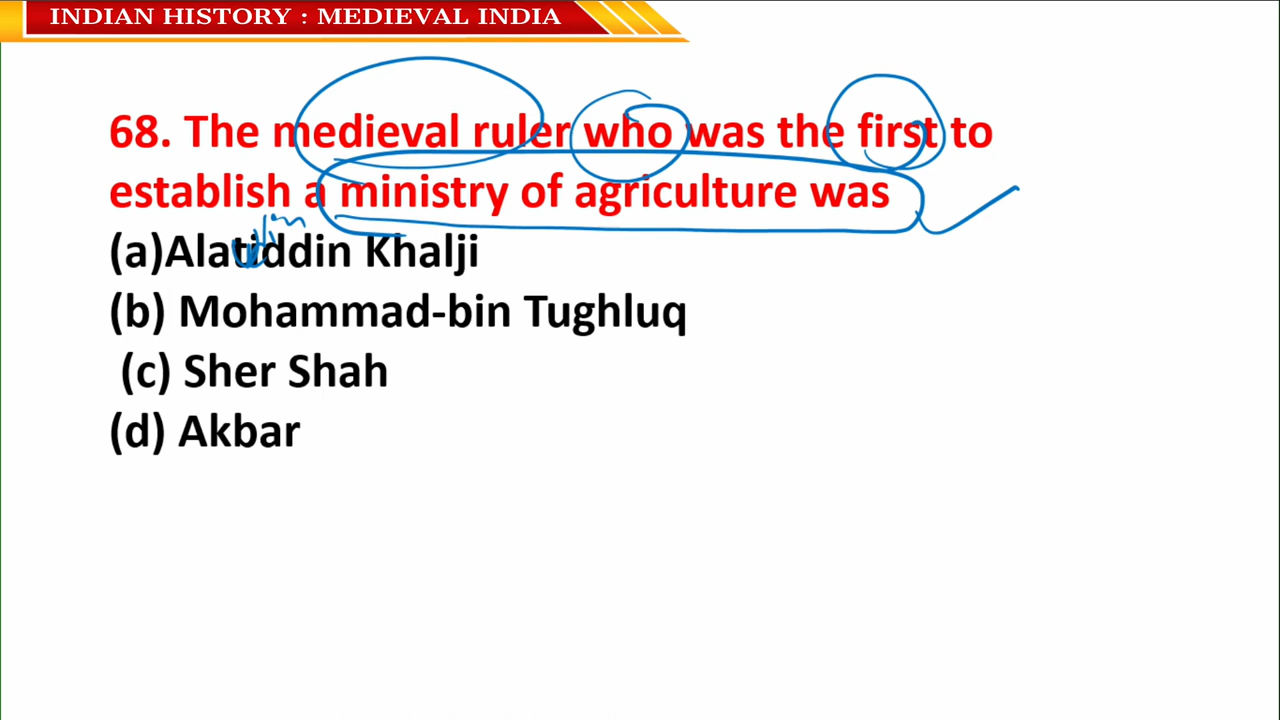 INDIAN HISTORY : MEDIEVAL INDIA
68. The medieval ruler who was the first to
establish a ministry of agriculture was
(a)Alatiddin Khalji
(b) Mohammad-bin Tughluq
(c) Sher Shah
(d) Akbar